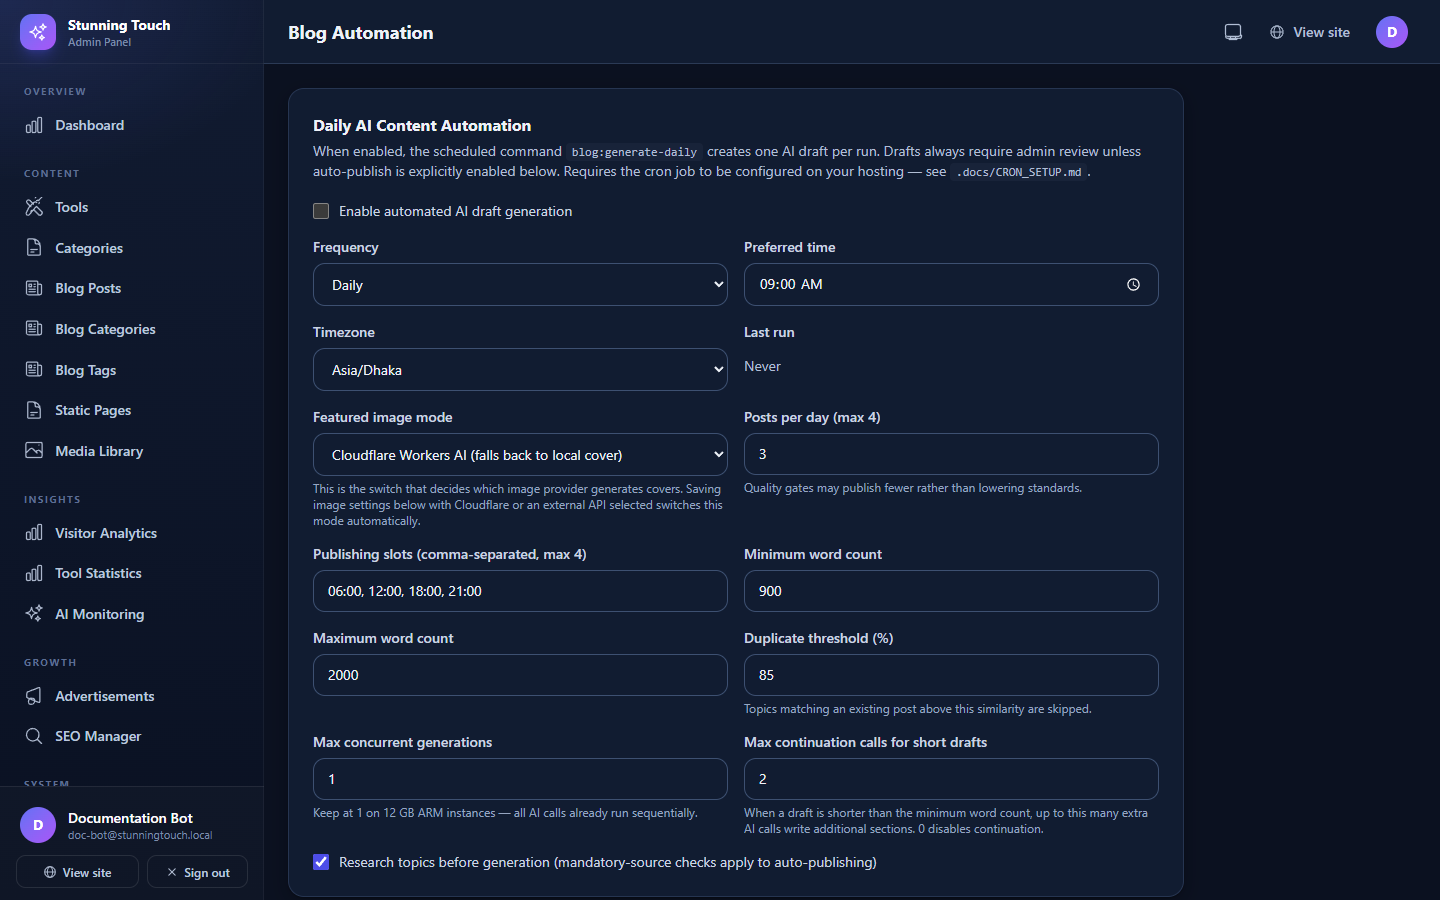 Stunning Touch
Admin Panel
OVERVIEW
Dashboard
CONTENT
Tools
Categories
Blog Posts
Blog Categories
Blog Tags
Static Pages
Media Library
INSIGHTS
Visitor Analytics
Tool Statistics
AI Monitoring
GROWTH
Advertisements
SEO Manager
SYSTEM
D
Documentation Bot
doc-bot@stunningtouch.local
View site
Sign out
Blog Automation
View site
D
Daily AI Content Automation
When enabled, the scheduled command blog:generate-daily creates one AI draft per run. Drafts always require admin review unless
auto-publish is explicitly enabled below. Requires the cron job to be configured on your hosting — see .docs/CRON_SETUP.md .
Enable automated AI draft generation
Frequency
Daily
Preferred time
09:00 AM
Timezone
Asia/Dhaka
Last run
Never
Featured image mode
Cloudflare Workers AI (falls back to local cover)
This is the switch that decides which image provider generates covers. Saving
image settings below with Cloudflare or an external API selected switches this
mode automatically.
Posts per day (max 4)
3
Quality gates may publish fewer rather than lowering standards.
Publishing slots (comma-separated, max 4)
06:00, 12:00, 18:00, 21:00
Minimum word count
900
Maximum word count
2000
Duplicate threshold (%)
85
Topics matching an existing post above this similarity are skipped.
Max concurrent generations
1
Keep at 1 on 12 GB ARM instances — all AI calls already run sequentially.
Max continuation calls for short drafts
2
When a draft is shorter than the minimum word count, up to this many extra
AI calls write additional sections. 0 disables continuation.
Research topics before generation (mandatory-source checks apply to auto-publishing)